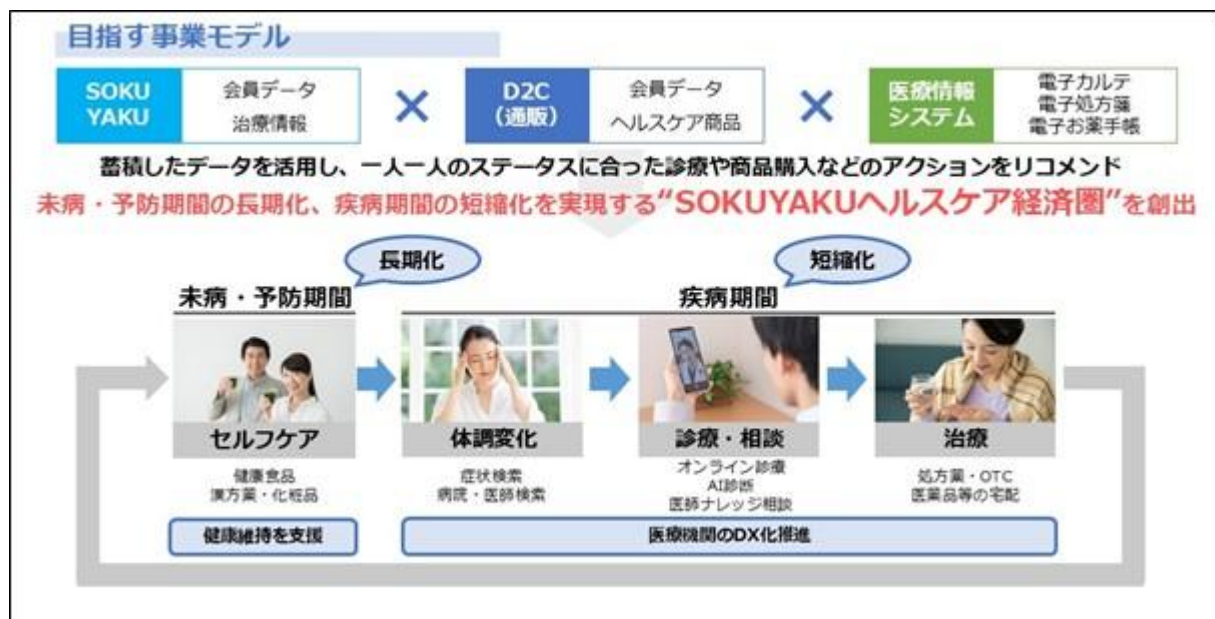 目指す事業モデル
SOKU
YAKU
会員データ
治療情報
×
D2C
(通販)
会員データ
ヘルスケア商品
×
医療情報
システム
電子カルテ
電子処方箋
電子お薬手帳
蓄積したデータを活用し、一人一人のステータスに合った診療や商品購入などのアクションをリコメンド
未病・予防期間の長期化、疾病期間の短縮化を実現する“SOKUYAKUヘルスケア経済圏”を創出
長期化
短縮化
未病・予防期間
疾病期間
セルフケア
体調変化
診療・相談
治療
健康食品
漢方薬・化粧品
症状検索
病院・医師検索
オンライン診療
AI診断
医師ナレッジ相談
処方薬・OTC
医薬品等の宅配
健康維持を支援
医療機関のDX化推進